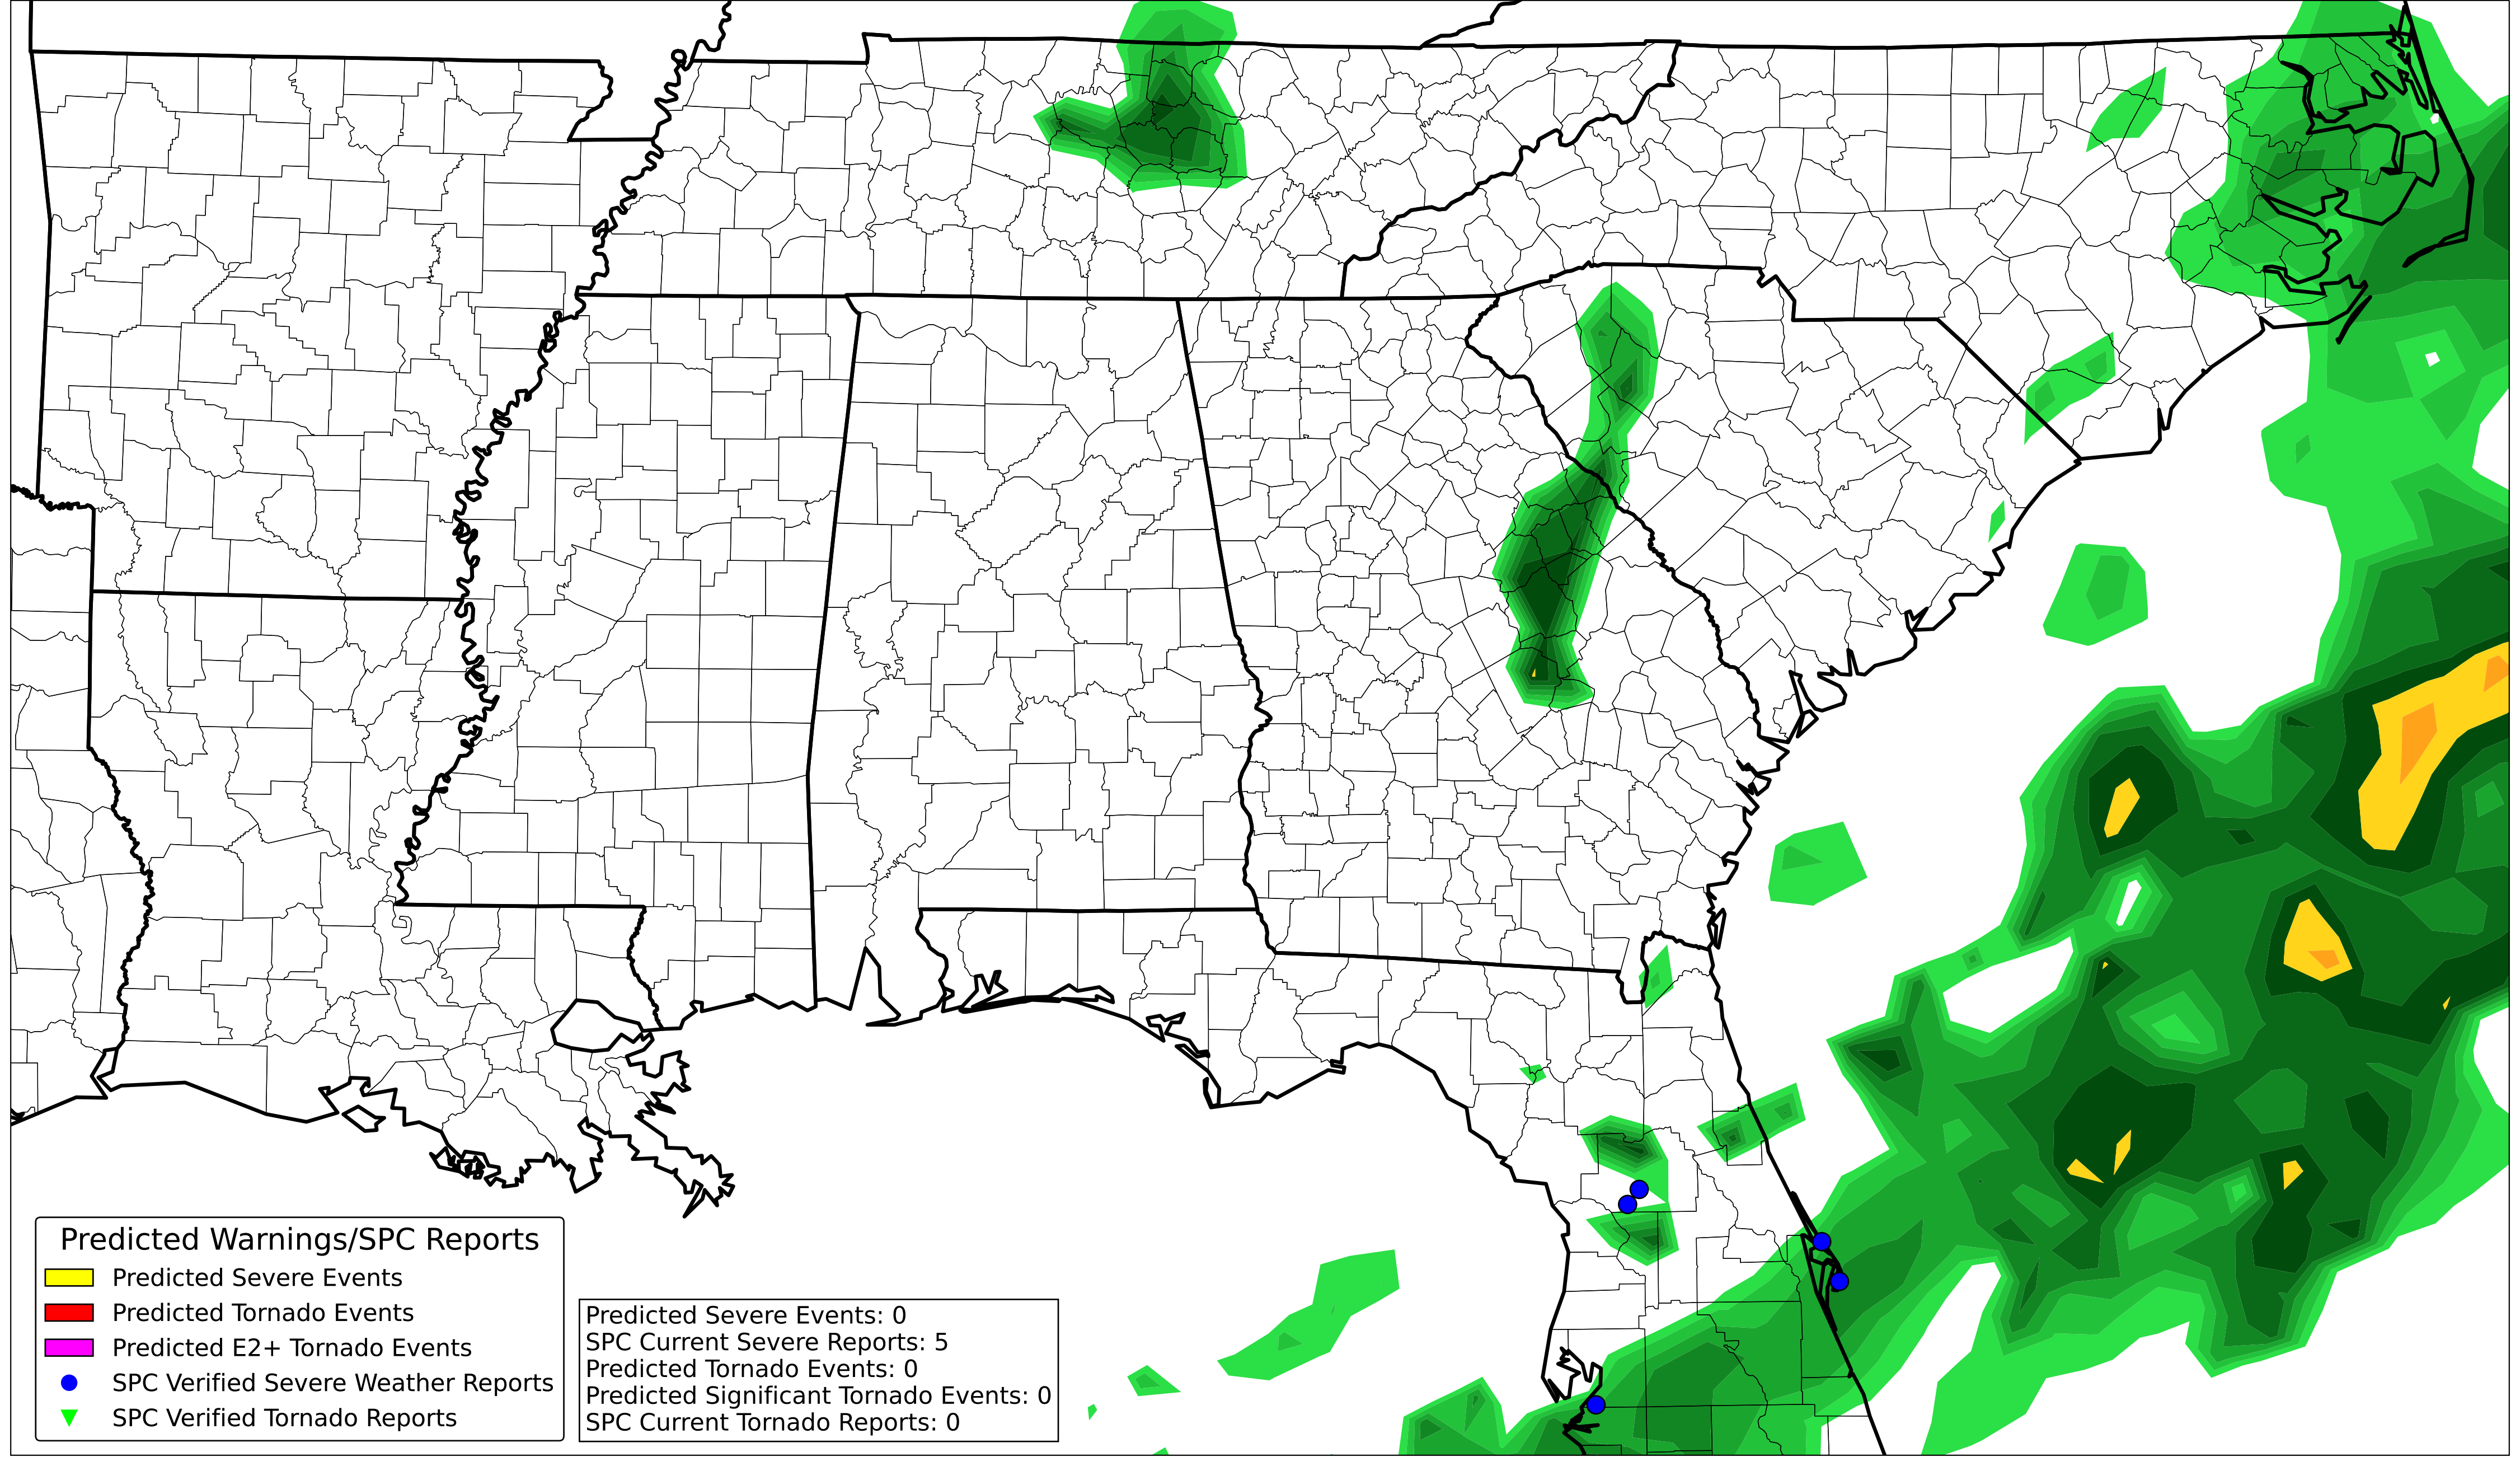 Predicted Warnings/SPC Reports
Predicted Severe Events
Predicted Tornado Events
Predicted E2+ Tornado Events
SPC Verified Severe Weather Reports
SPC Verified Tornado Reports
Predicted Severe Events: 0
SPC Current Severe Reports: 5
Predicted Tornado Events: 0
Predicted Significant Tornado Events: 0
SPC Current Tornado Reports: 0